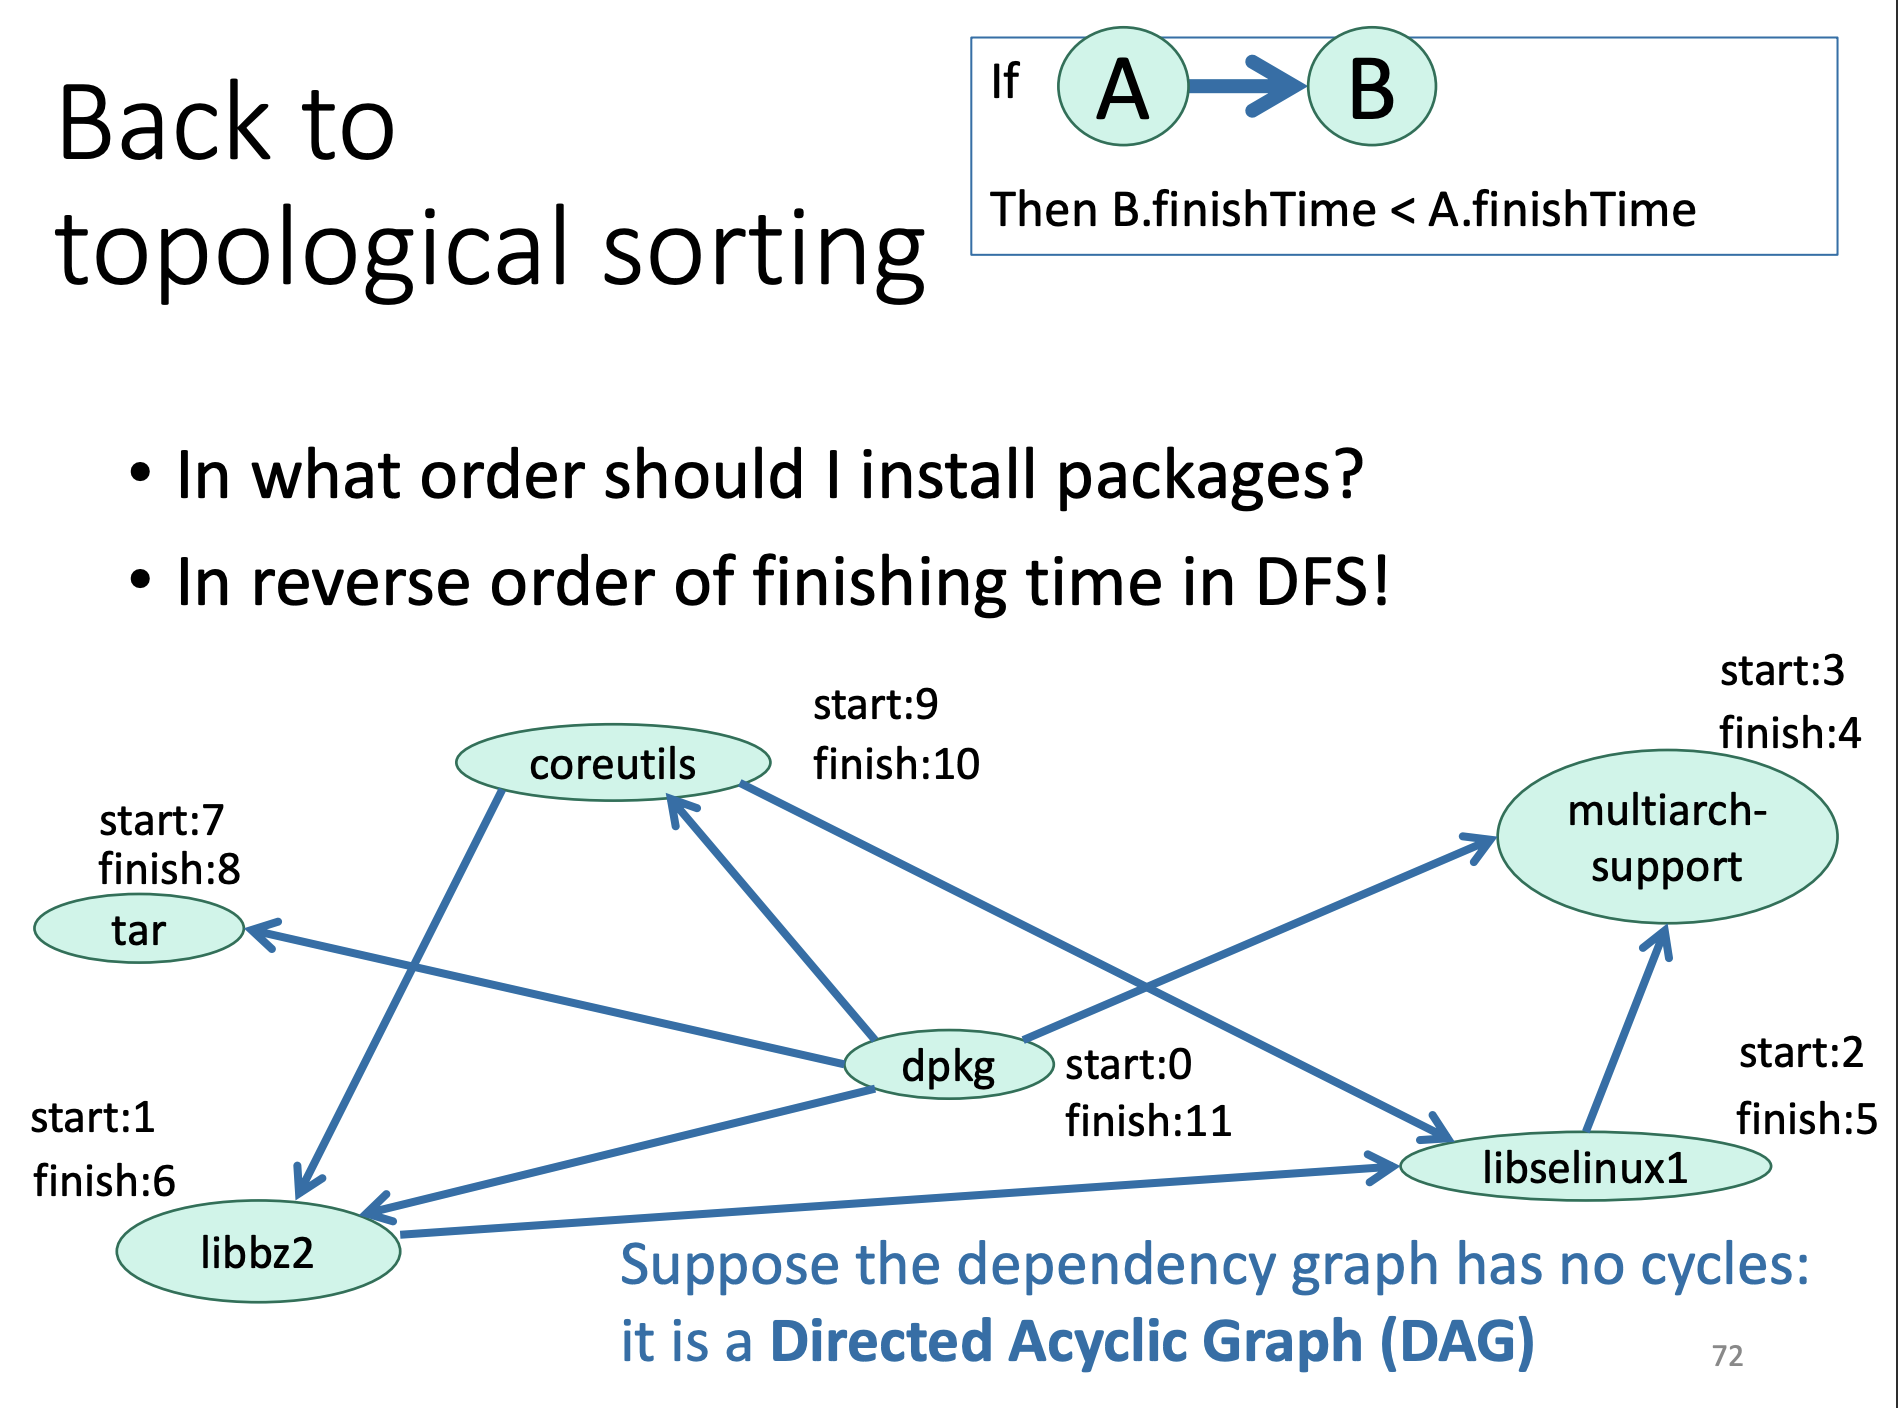 Back to
topological sorting
If A B
Then B.finishTime < A.finishTime
• In what order should I install packages?
• In reverse order of finishing time in DFS!
start:3
finish:4
multiarch-
support
start:9
finish:10
coreutils
start:7
finish:8
tar
dpkg
start:0
finish:11
start:2
finish:5
libselinux1
start:1
finish:6
libbz2
Suppose the dependency graph has no cycles:
it is a Directed Acyclic Graph (DAG)
72